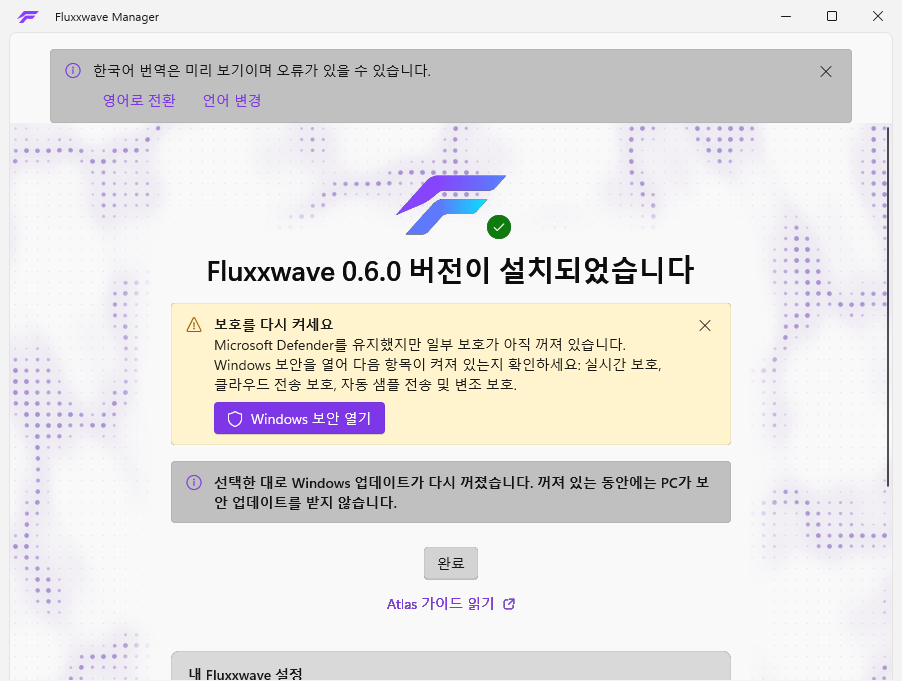 Fluxxwave Manager
한국어 번역은 미리 보기이며 오류가 있을 수 있습니다.
영어로 전환 언어 변경
Fluxxwave 0.6.0 버전이 설치되었습니다
보호를 다시 켜세요
Microsoft Defender를 유지했지만 일부 보호가 아직 꺼져 있습니다.
Windows 보안을 열어 다음 항목이 켜져 있는지 확인하세요: 실시간 보호,
클라우드 전송 보호, 자동 샘플 전송 및 변조 보호.
Windows 보안 열기
선택한 대로 Windows 업데이트가 다시 꺼졌습니다. 꺼져 있는 동안에는 PC가 보
안 업데이트를 받지 않습니다.
완료
Atlas 가이드 읽기
내 Fluxxwave 설정